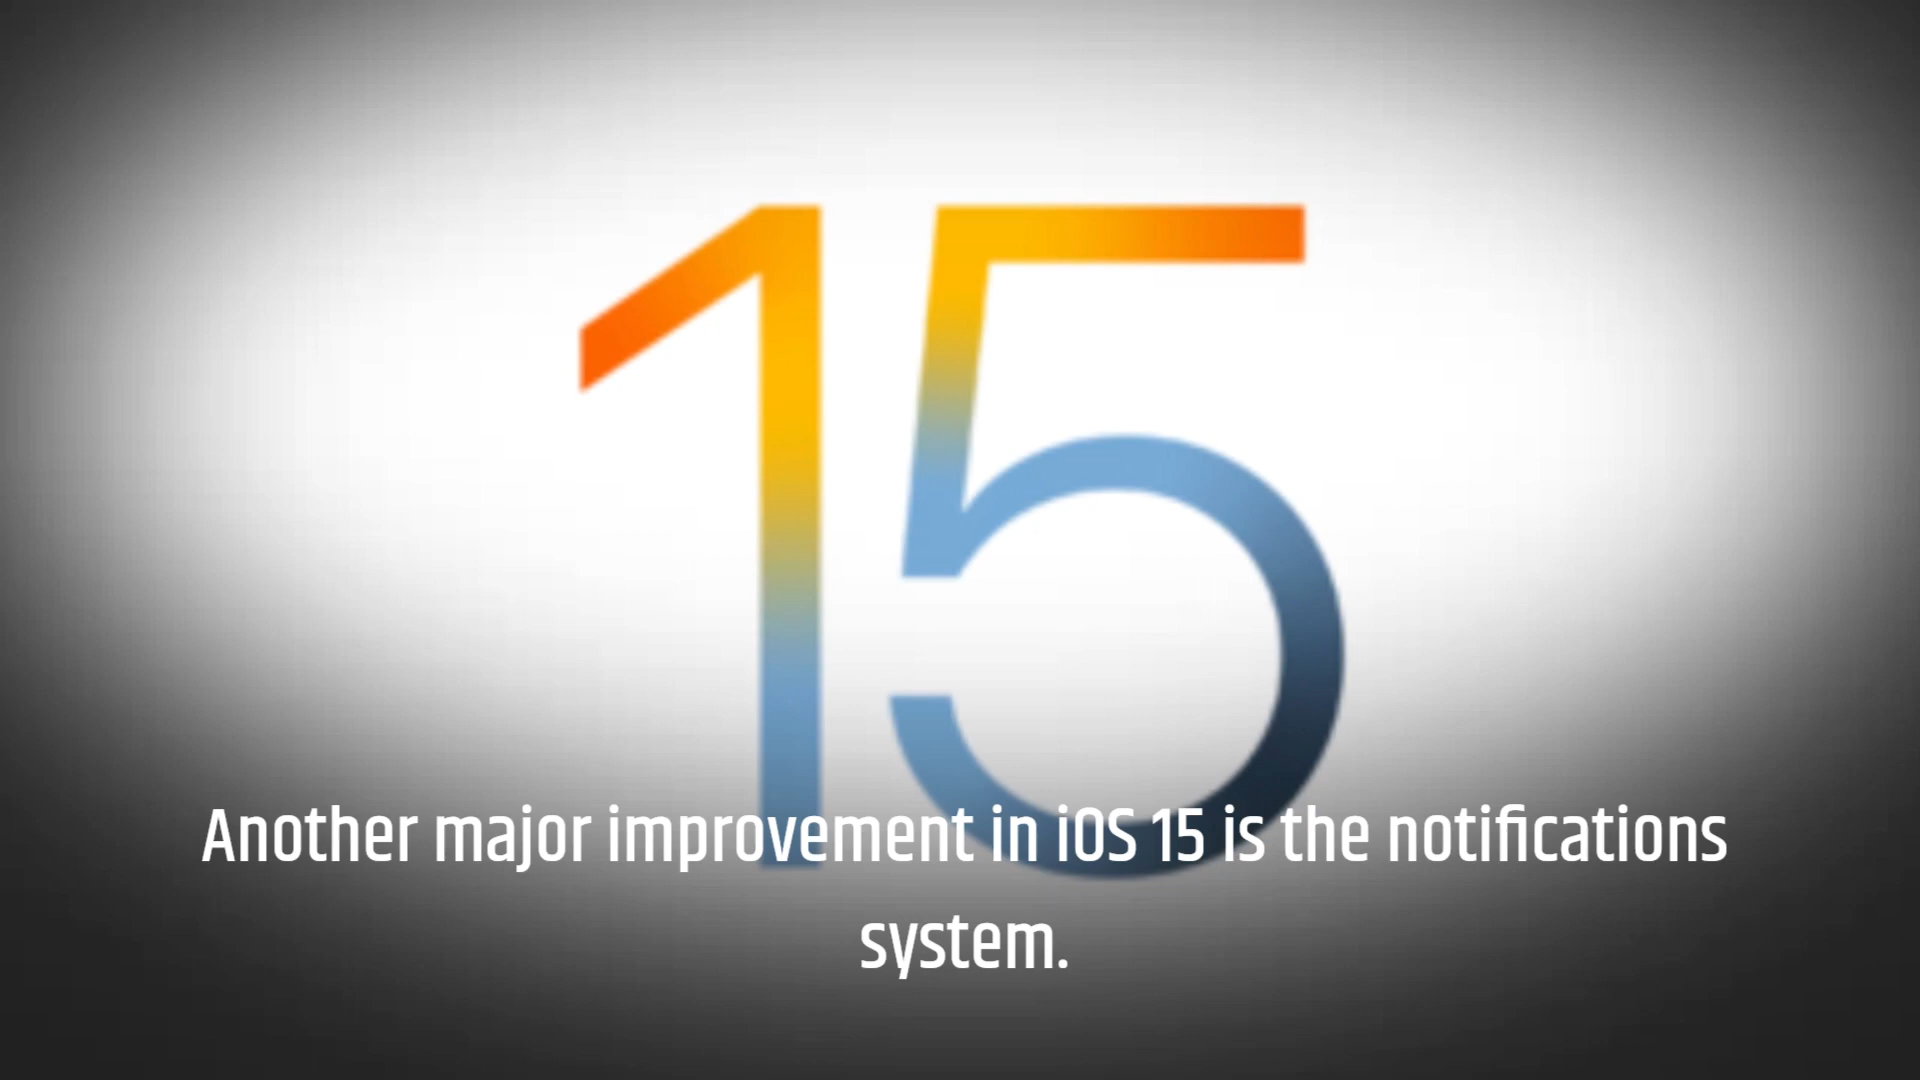 15
Another major improvement in iOS 15 is the notifications
system.